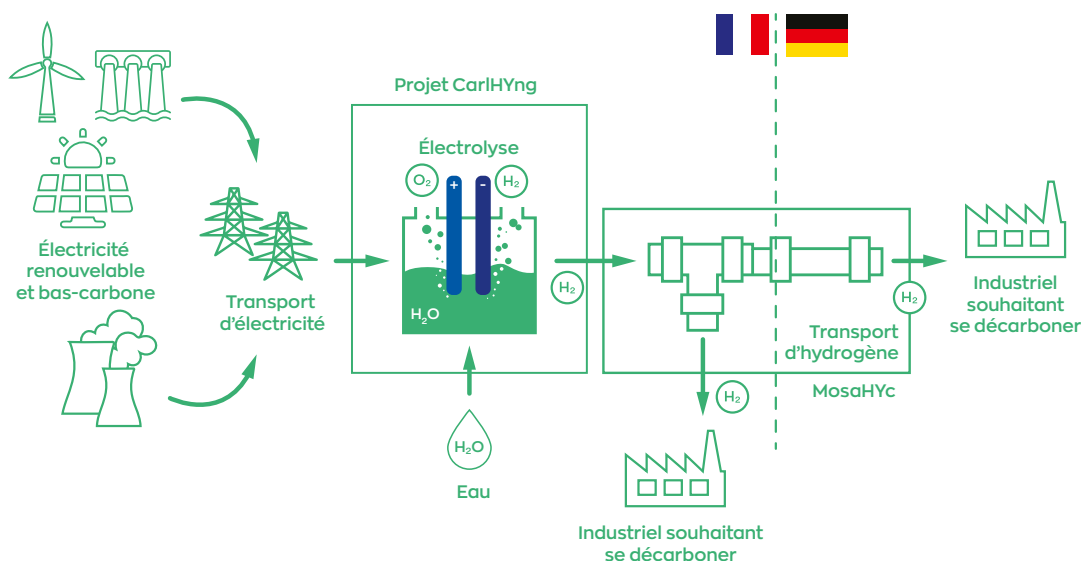 Projet CarlHYng
Électrolyse
O₂
+
-
H₂
H₂O
Électricité
renouvelable
et bas-carbone
Transport
d'électricité
H₂O
Eau
H₂
Transport
d'hydrogène
MosaHYc
H₂
H₂
Industriel souhaitant
se décarboner
Industriel
souhaitant
se décarboner